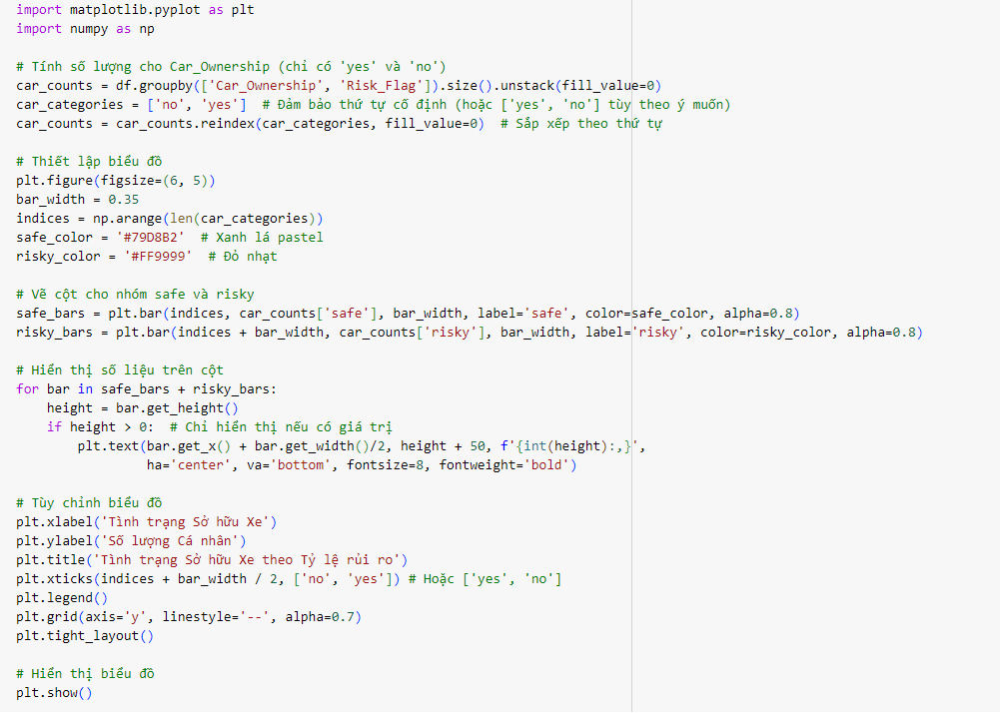 import matplotlib.pyplot as plt
import numpy as np
# Tính số lượng cho Car_Ownership (chỉ có 'yes' và 'no')
car_counts = df.groupby(['Car_Ownership', 'Risk_Flag']).size().unstack(fill_value=0)
car_categories = ['no', 'yes']  # Đảm bảo thứ tự cố định (hoặc ['yes', 'no'] tùy theo ý muốn)
car_counts = car_counts.reindex(car_categories, fill_value=0)  # Sắp xếp theo thứ tự
# Thiết lập biểu đồ
plt.figure(figsize=(6, 5))
bar_width = 0.35
indices = np.arange(len(car_categories))
safe_color = '#79D8B2'  # Xanh lá pastel
risky_color = '#FF9999'  # Đỏ nhạt
# Vẽ cột cho nhóm safe và risky
safe_bars = plt.bar(indices, car_counts['safe'], bar_width, label='safe', color=safe_color, alpha=0.8)
risky_bars = plt.bar(indices + bar_width, car_counts['risky'], bar_width, label='risky', color=risky_color, alpha=0.8)
# Hiển thị số liệu trên cột
for bar in safe_bars + risky_bars:
    height = bar.get_height()
    if height > 0:  # Chỉ hiển thị nếu có giá trị
        plt.text(bar.get_x() + bar.get_width()/2, height + 50, f'{int(height):,}',
                 ha='center', va='bottom', fontsize=8, fontweight='bold')
# Tùy chỉnh biểu đồ
plt.xlabel('Tình trạng Sở hữu Xe')
plt.ylabel('Số lượng Cá nhân')
plt.title('Tình trạng Sở hữu Xe theo Tỷ lệ rủi ro')
plt.xticks(indices + bar_width / 2, ['no', 'yes']) # Hoặc ['yes', 'no']
plt.legend()
plt.grid(axis='y', linestyle='--', alpha=0.7)
plt.tight_layout()
# Hiển thị biểu đồ
plt.show()